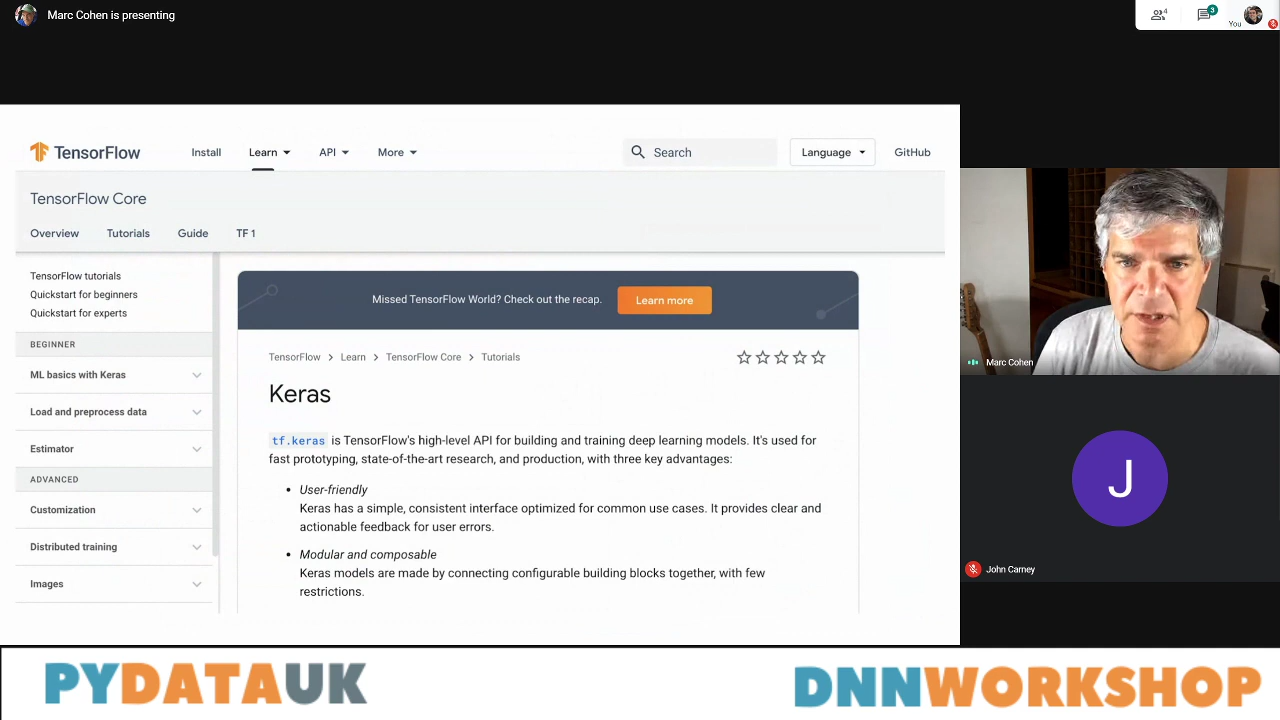 Marc Cohen is presenting
4
3
You
TensorFlow
Install
Learn
API
More
Search
Language
GitHub
TensorFlow Core
Overview
Tutorials
Guide
TF 1
TensorFlow tutorials
Quickstart for beginners
Quickstart for experts
BEGINNER
ML basics with Keras
Load and preprocess data
Estimator
ADVANCED
Customization
Distributed training
Images
Missed TensorFlow World? Check out the recap.
Learn more
TensorFlow > Learn > TensorFlow Core > Tutorials
Keras
tf.keras is TensorFlow's high-level API for building and training deep learning models. It's used for
fast prototyping, state-of-the-art research, and production, with three key advantages:
• User-friendly
Keras has a simple, consistent interface optimized for common use cases. It provides clear and
actionable feedback for user errors.
• Modular and composable
Keras models are made by connecting configurable building blocks together, with few
restrictions.
Marc Cohen
J
John Carney
PYDATAUK
DNNWORKSHOP